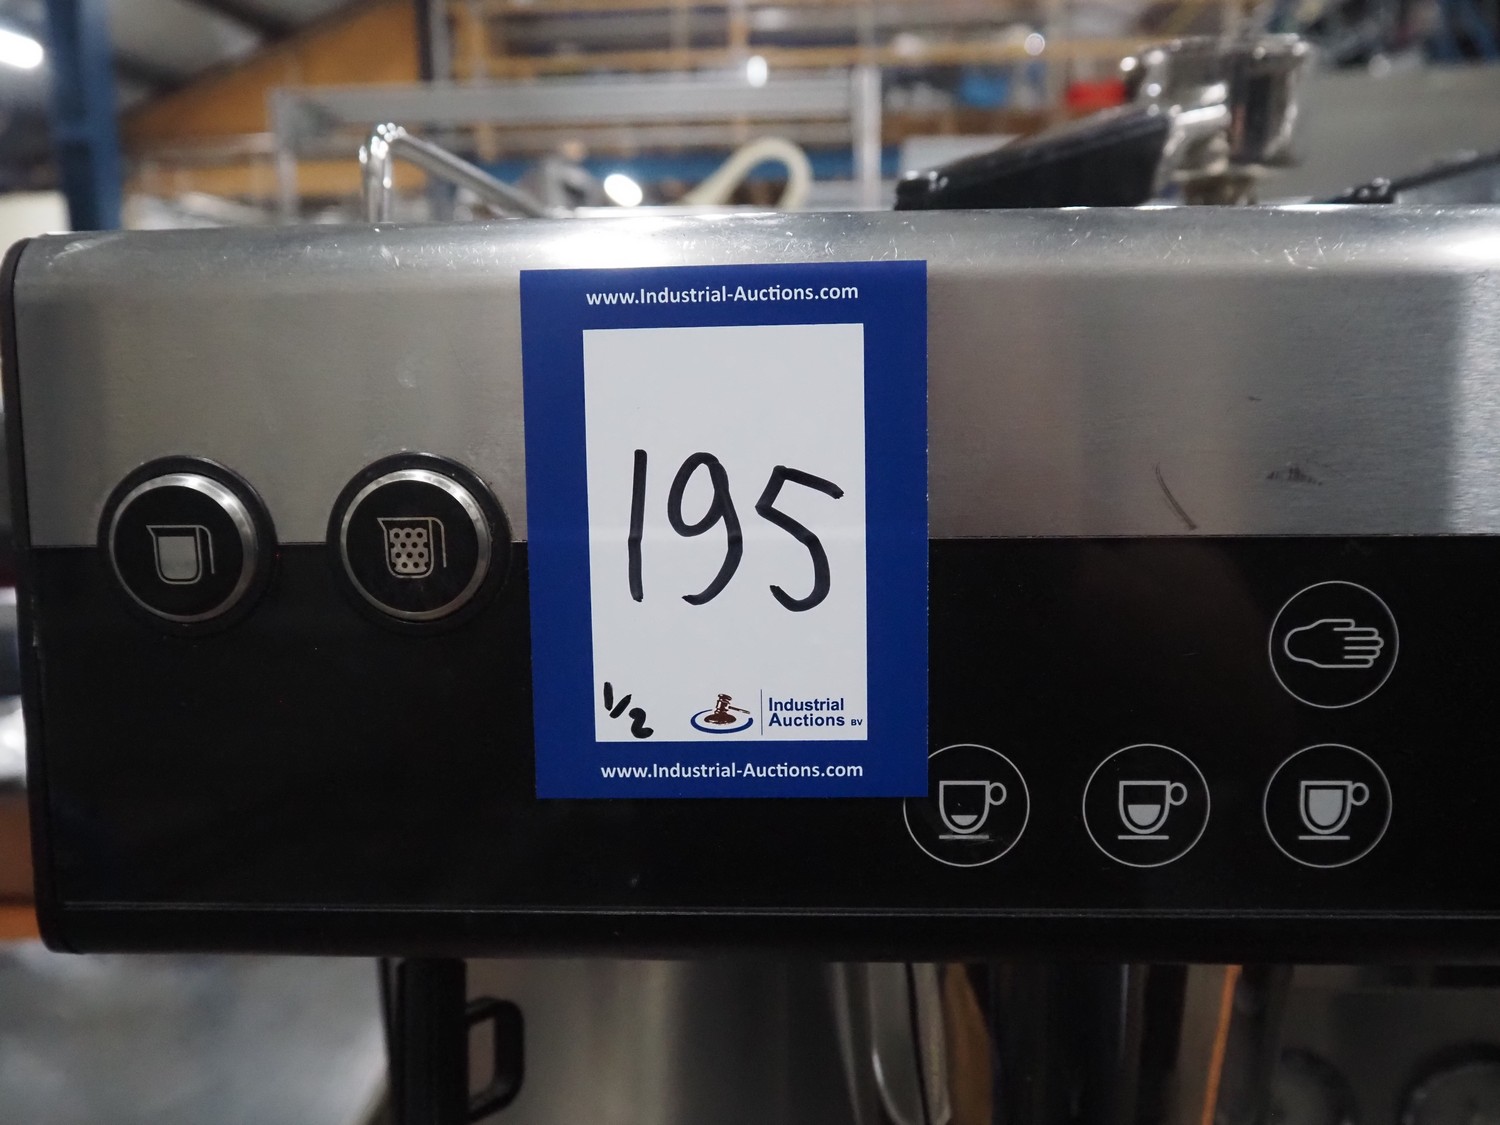 www.Industrial-Auctions.com
195
1/2
Industrial
Auctions BV
www.Industrial-Auctions.com